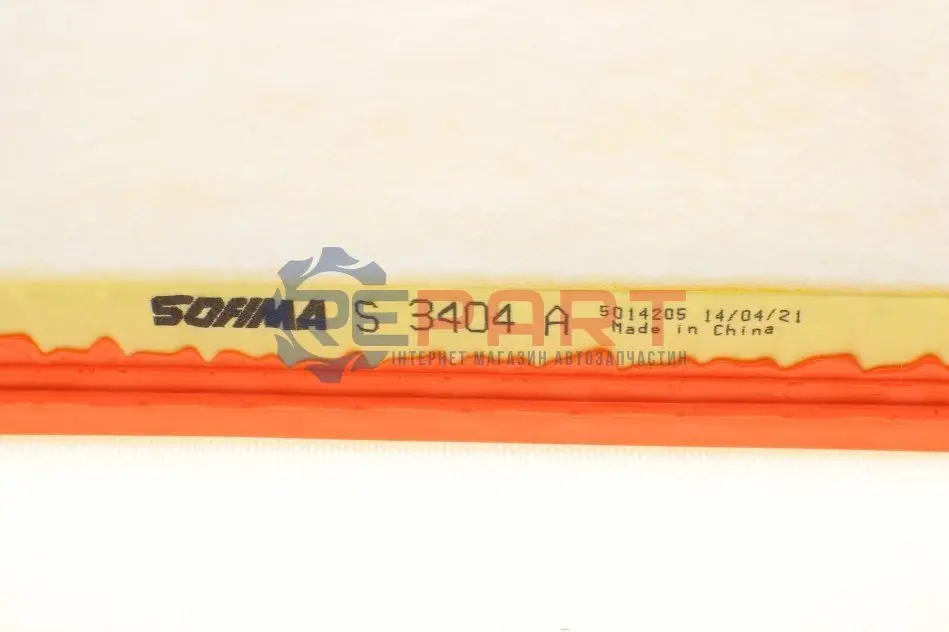 SOFIMA S 3404 A 5014205 14/04/21
Made in China
REPART
ІНТЕРНЕТ МАГАЗИН АВТОЗАПЧАСТИН